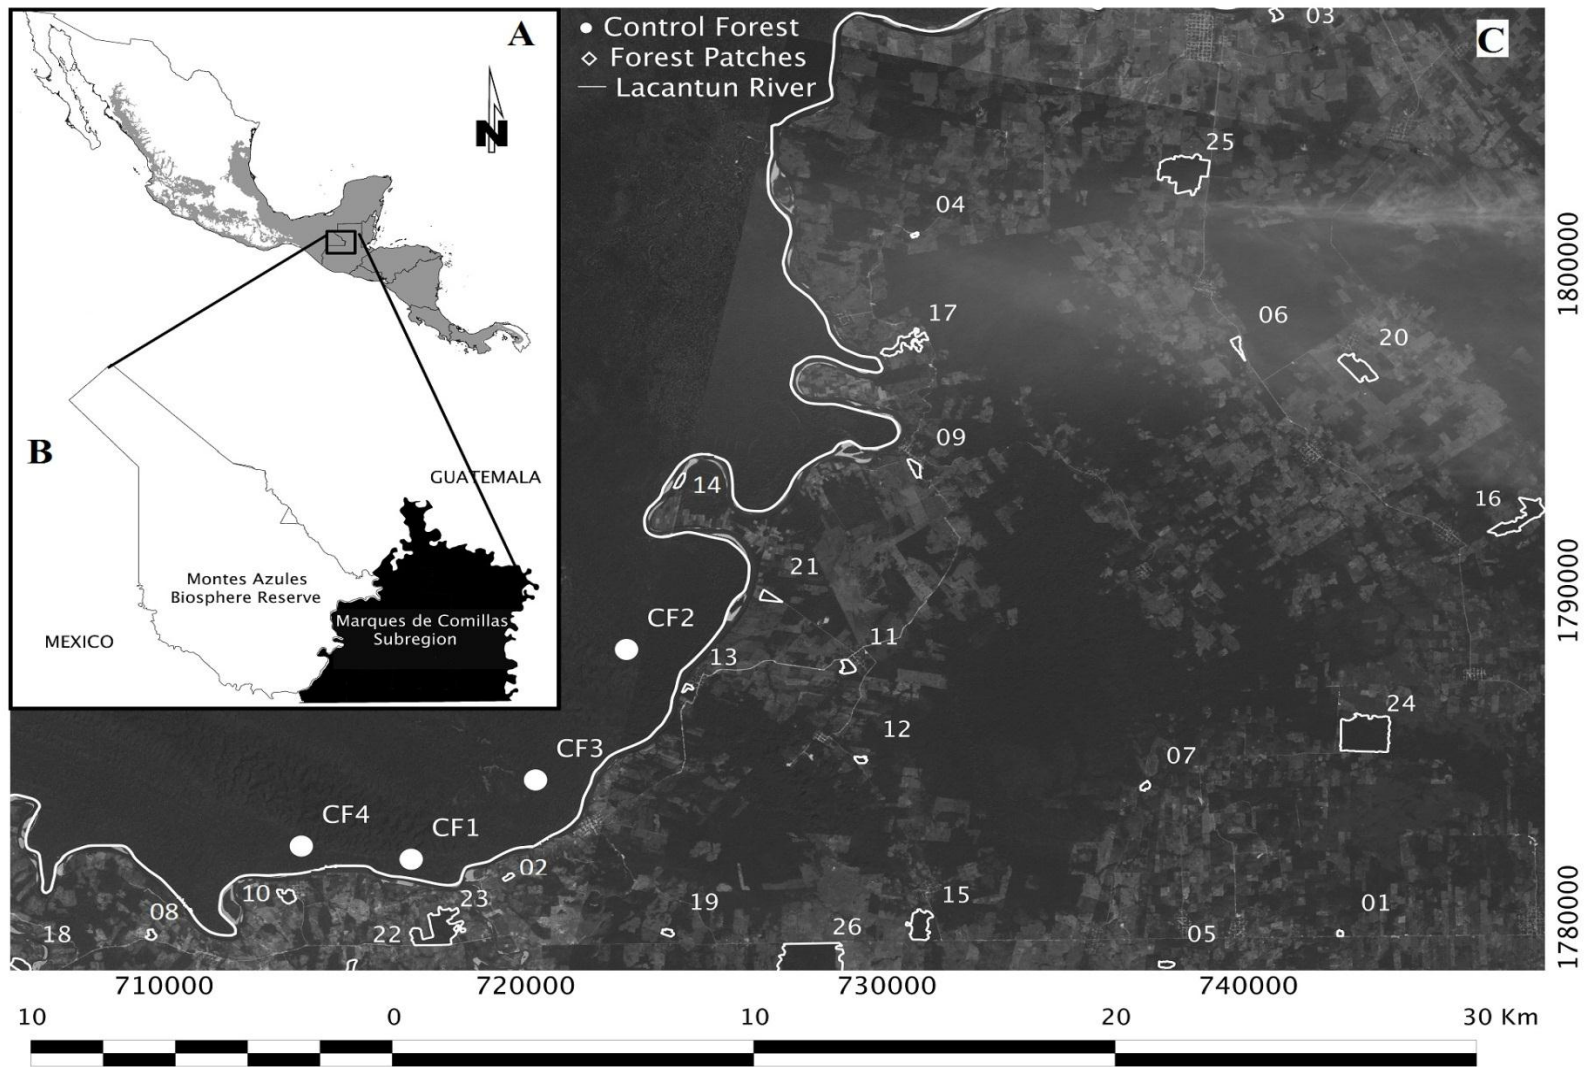 A
N
B
GUATEMALA
Montes Azules
Biosphere Reserve
Marques de Comillas
Subregion
MEXICO
Control Forest
Forest Patches
Lacantun River
C
03
25
04
17
06
20
09
14
16
21
CF2
11
13
24
12
CF3
07
CF4
CF1
02
10
23
08
19
15
01
18
22
26
05
1800000
1790000
1780000
710000
720000
730000
740000
10
0
10
20
30 Km